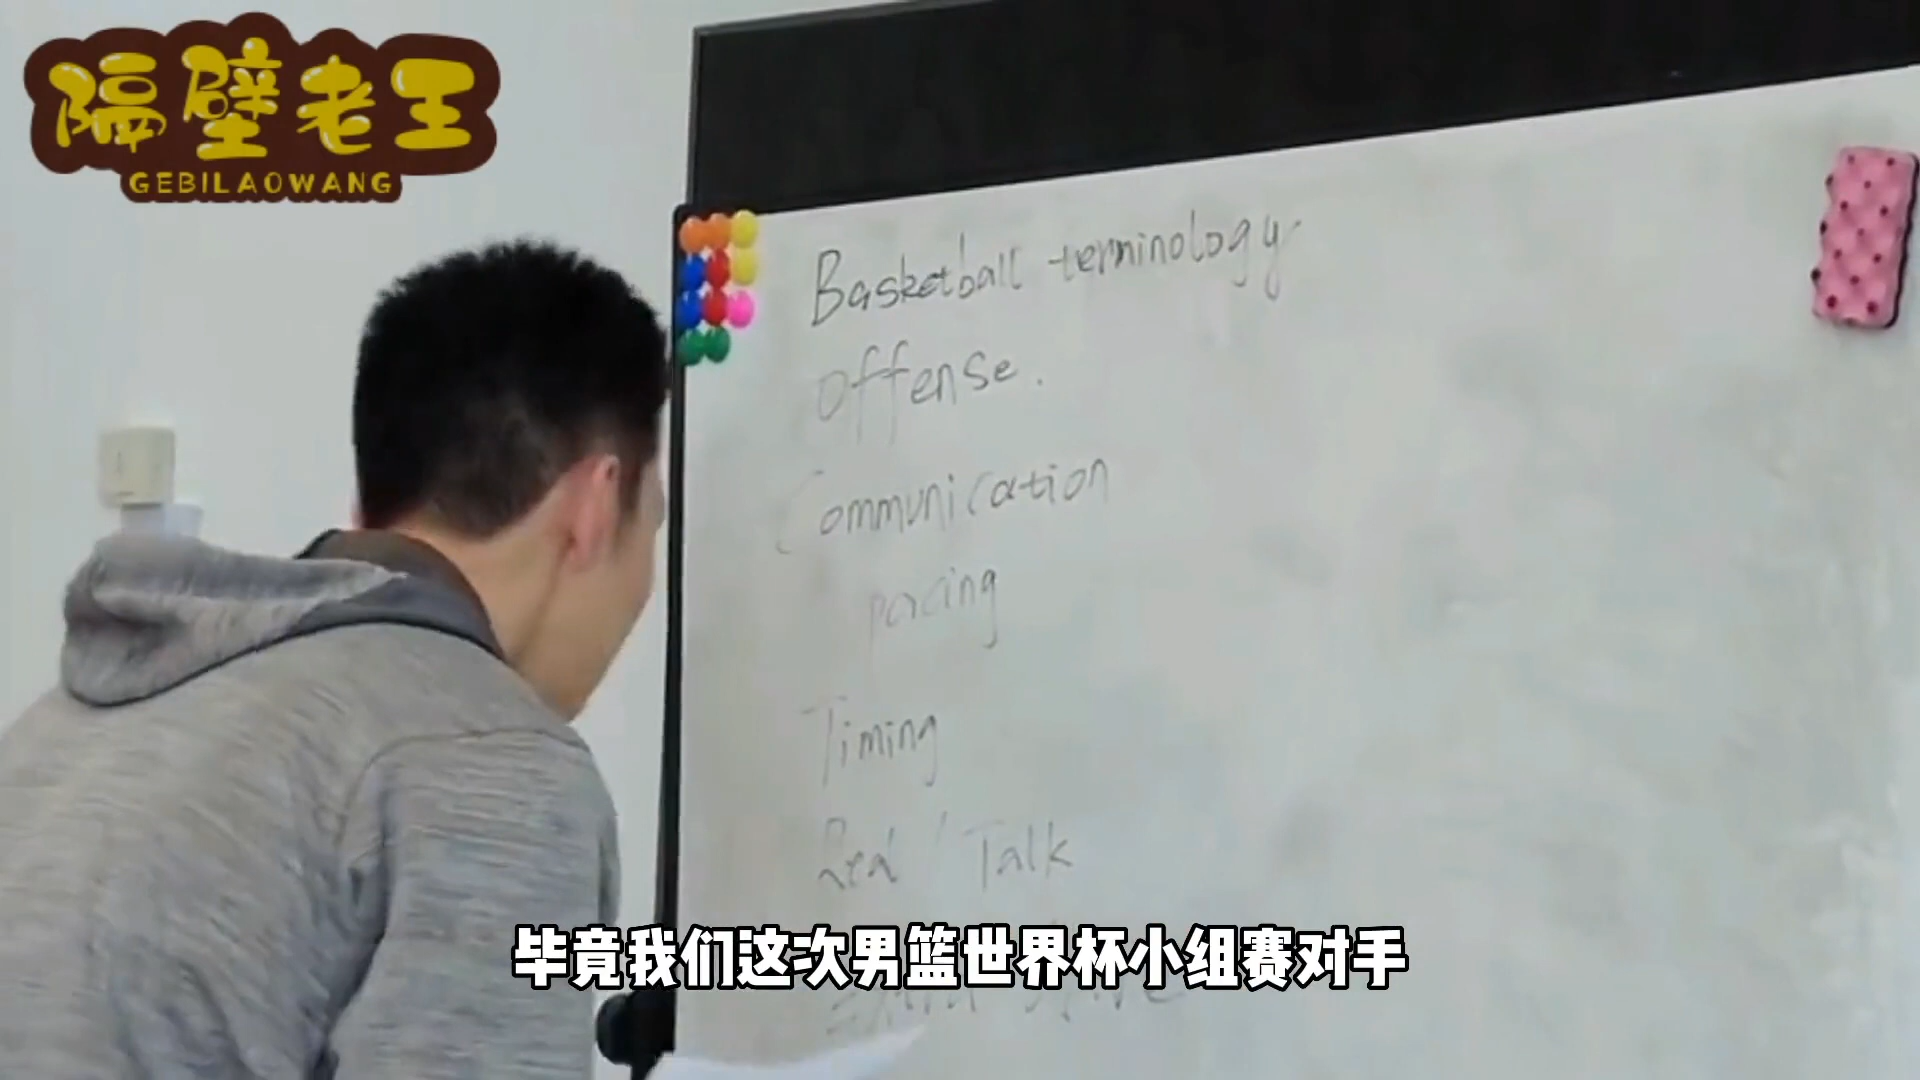 隔壁老王
GEBILAOWANG
Basketball terminology
offense.
Communication
pacing
Timing
Talk
毕竟我们这次男篮世界杯小组赛对手